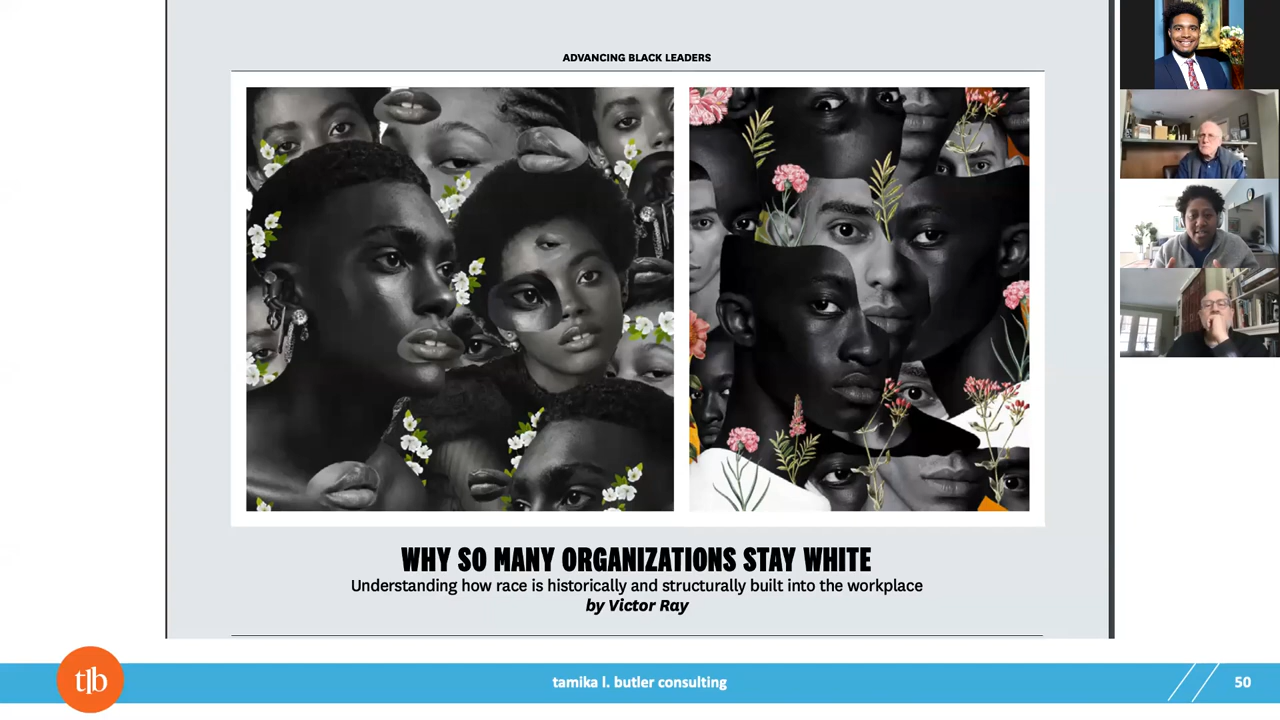 ADVANCING BLACK LEADERS
WHY SO MANY ORGANIZATIONS STAY WHITE
Understanding how race is historically and structurally built into the workplace
by Victor Ray
tlb
tamika l. butler consulting
50